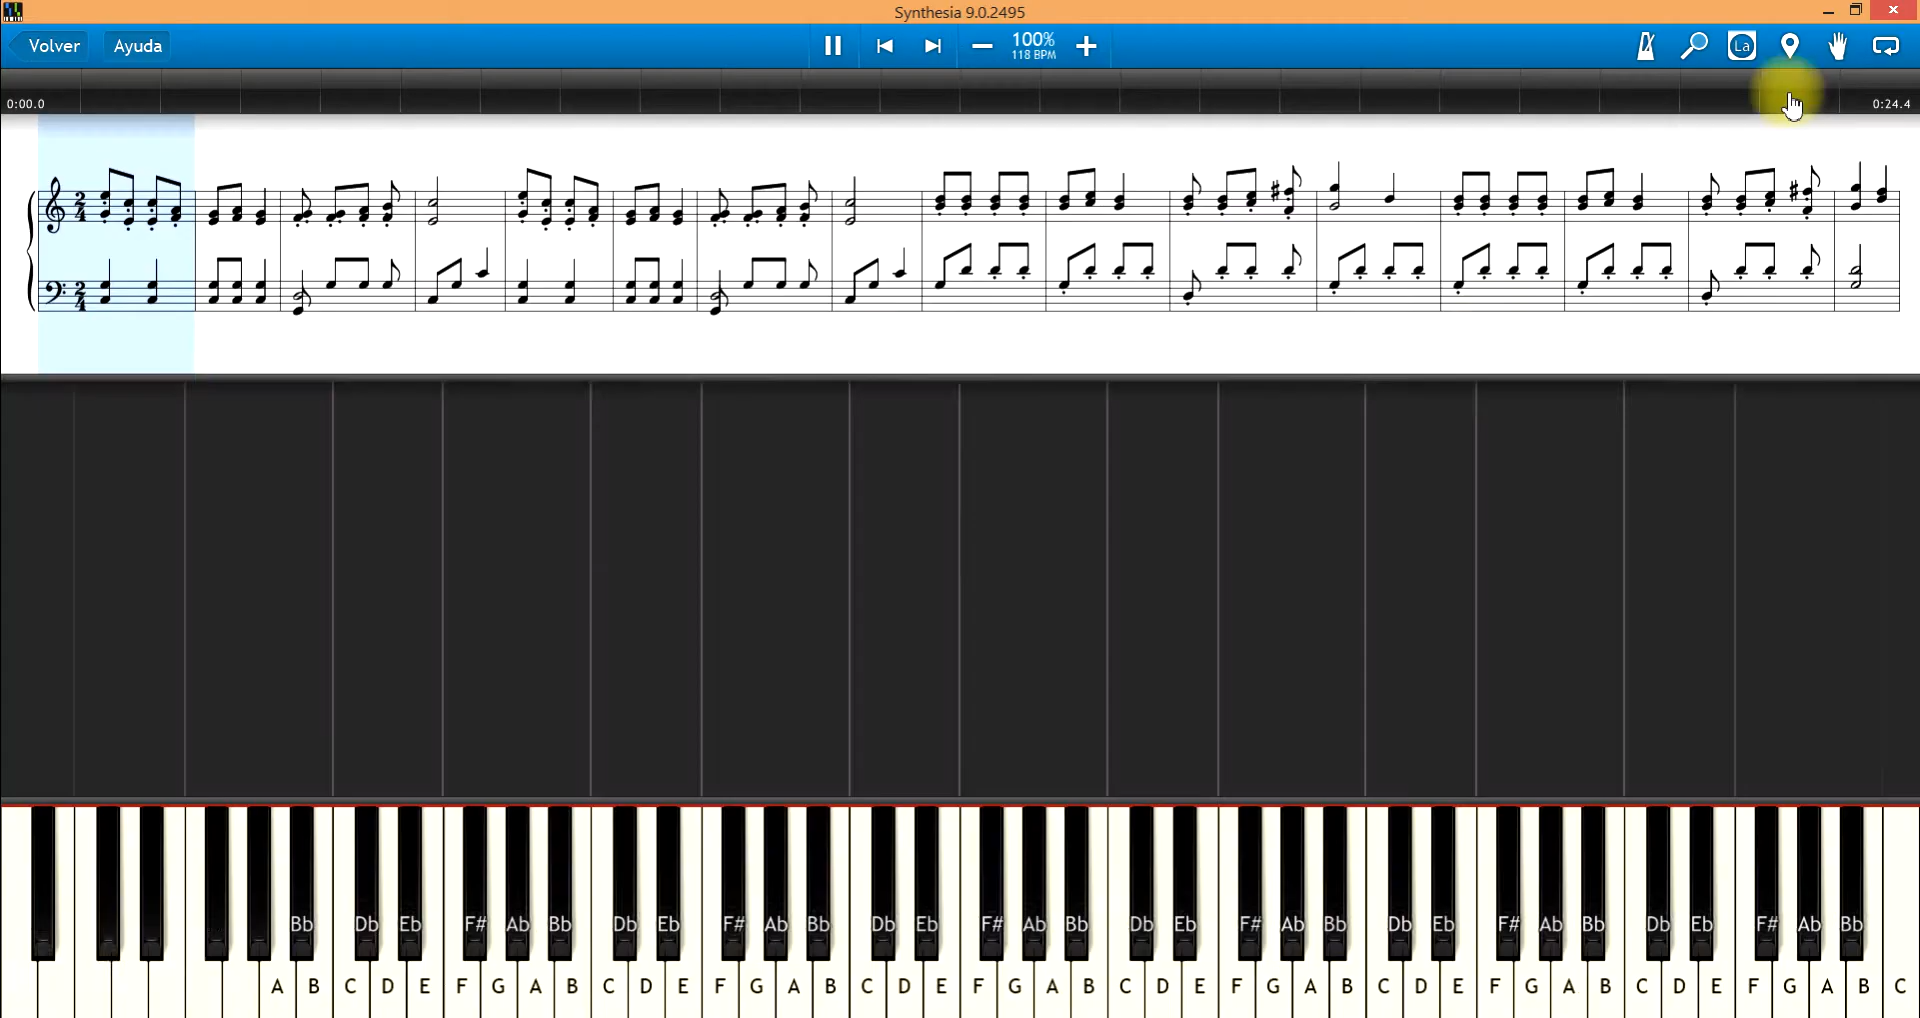 Synthesia 9.0.2495
Volver Ayuda 100% La
118 BPM
0:00.0 0:24.4
Bb Db Eb F# Ab Bb Db Eb F# Ab Bb Db Eb F# Ab Bb Db Eb F# Ab Bb Db Eb F# Ab Bb Db Eb F# Ab Bb
A B C D E F G A B C D E F G A B C D E F G A B C D E F G A B C D E F G A B C D E F G A B C